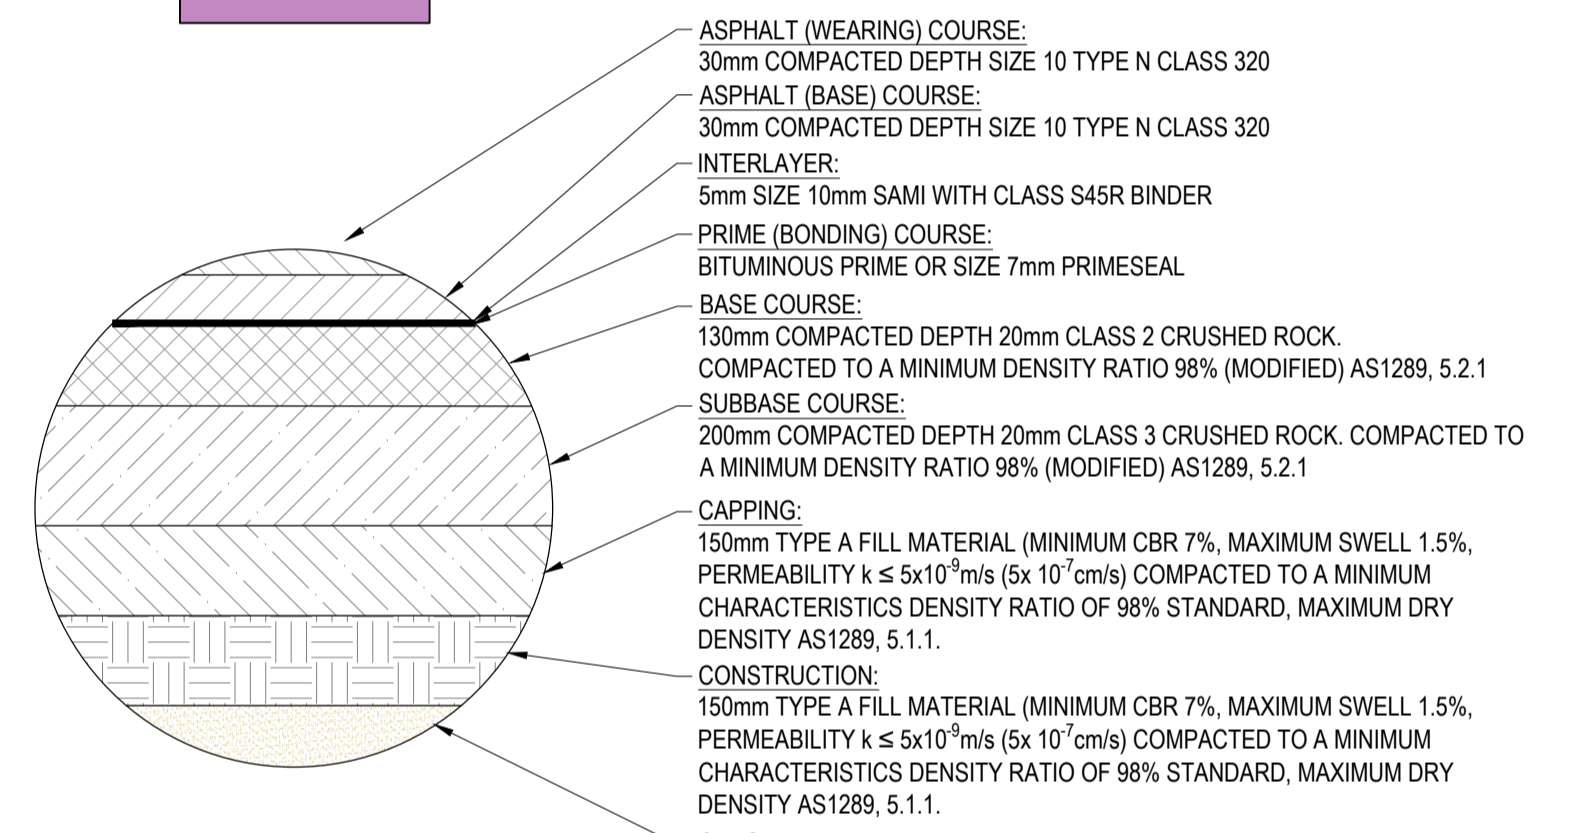 ASPHALT (WEARING) COURSE:
30mm COMPACTED DEPTH SIZE 10 TYPE N CLASS 320
ASPHALT (BASE) COURSE:
30mm COMPACTED DEPTH SIZE 10 TYPE N CLASS 320
INTERLAYER:
5mm SIZE 10mm SAMI WITH CLASS S45R BINDER
PRIME (BONDING) COURSE:
BITUMINOUS PRIME OR SIZE 7mm PRIMESEAL
BASE COURSE:
130mm COMPACTED DEPTH 20mm CLASS 2 CRUSHED ROCK.
COMPACTED TO A MINIMUM DENSITY RATIO 98% (MODIFIED) AS1289, 5.2.1
SUBBASE COURSE:
200mm COMPACTED DEPTH 20mm CLASS 3 CRUSHED ROCK. COMPACTED TO
A MINIMUM DENSITY RATIO 98% (MODIFIED) AS1289, 5.2.1
CAPPING:
150mm TYPE A FILL MATERIAL (MINIMUM CBR 7%, MAXIMUM SWELL 1.5%,
PERMEABILITY k ≤ 5x10⁻⁹m/s (5x 10⁻⁷cm/s) COMPACTED TO A MINIMUM
CHARACTERISTICS DENSITY RATIO OF 98% STANDARD, MAXIMUM DRY
DENSITY AS1289, 5.1.1.
CONSTRUCTION:
150mm TYPE A FILL MATERIAL (MINIMUM CBR 7%, MAXIMUM SWELL 1.5%,
PERMEABILITY k ≤ 5x10⁻⁹m/s (5x 10⁻⁷cm/s) COMPACTED TO A MINIMUM
CHARACTERISTICS DENSITY RATIO OF 98% STANDARD, MAXIMUM DRY
DENSITY AS1289, 5.1.1.